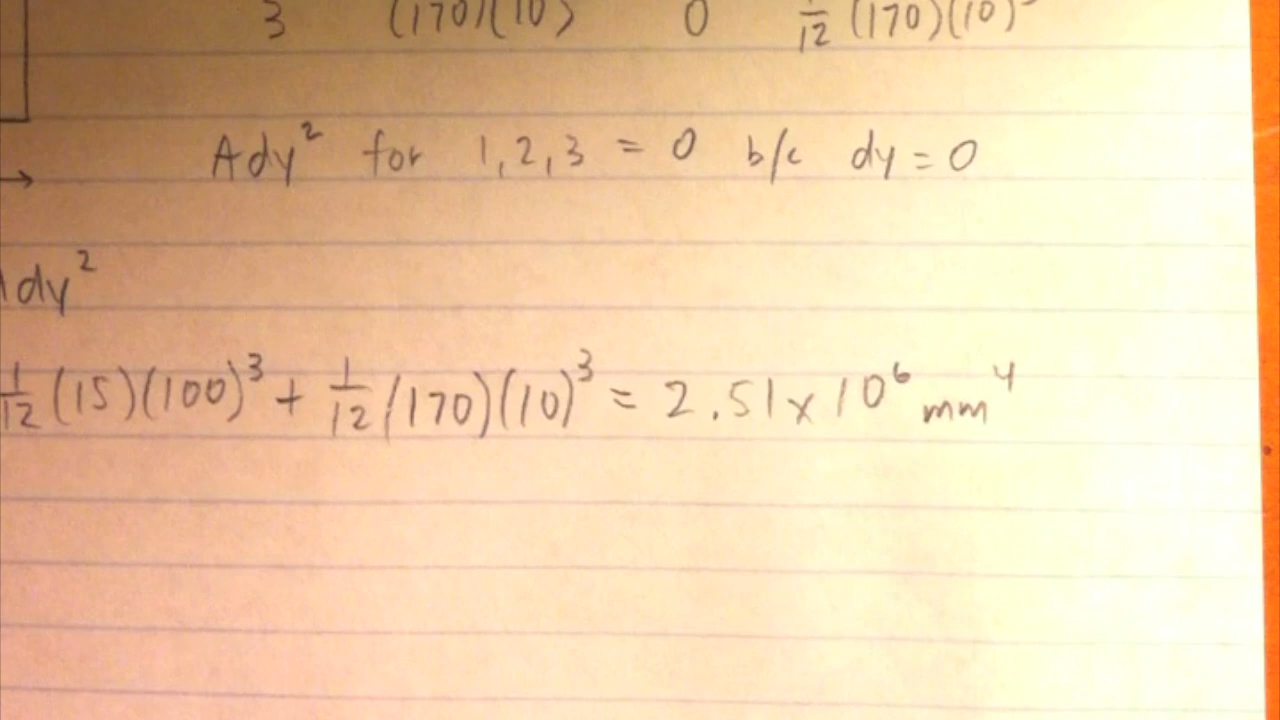 3 (170)(10) 0 1/12 (170)(10)³
Ady² for 1,2,3 = 0 b/c dy = 0
Ady²
1/12 (15)(100)³ + 1/12 (170)(10)³ = 2.51 x 10⁶ mm⁴